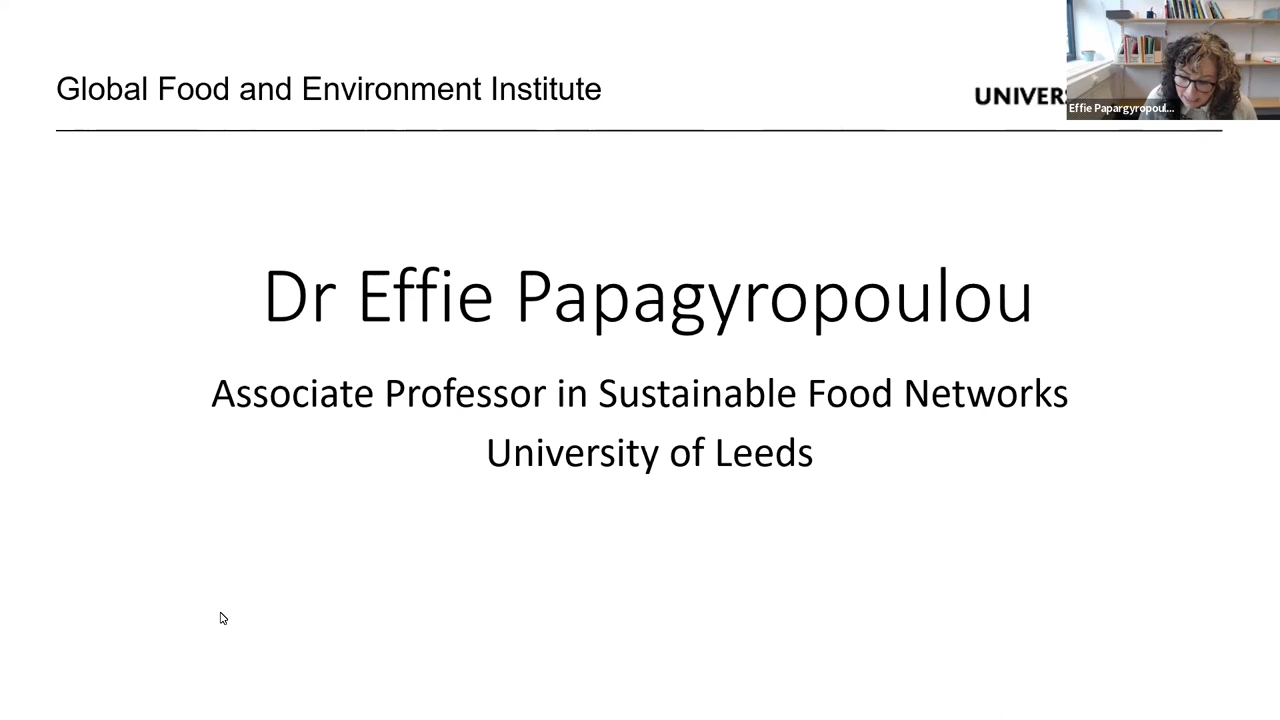 Global Food and Environment Institute
UNIVERS
Effie Papargyropoul...
Dr Effie Papagyropoulou
Associate Professor in Sustainable Food Networks
University of Leeds